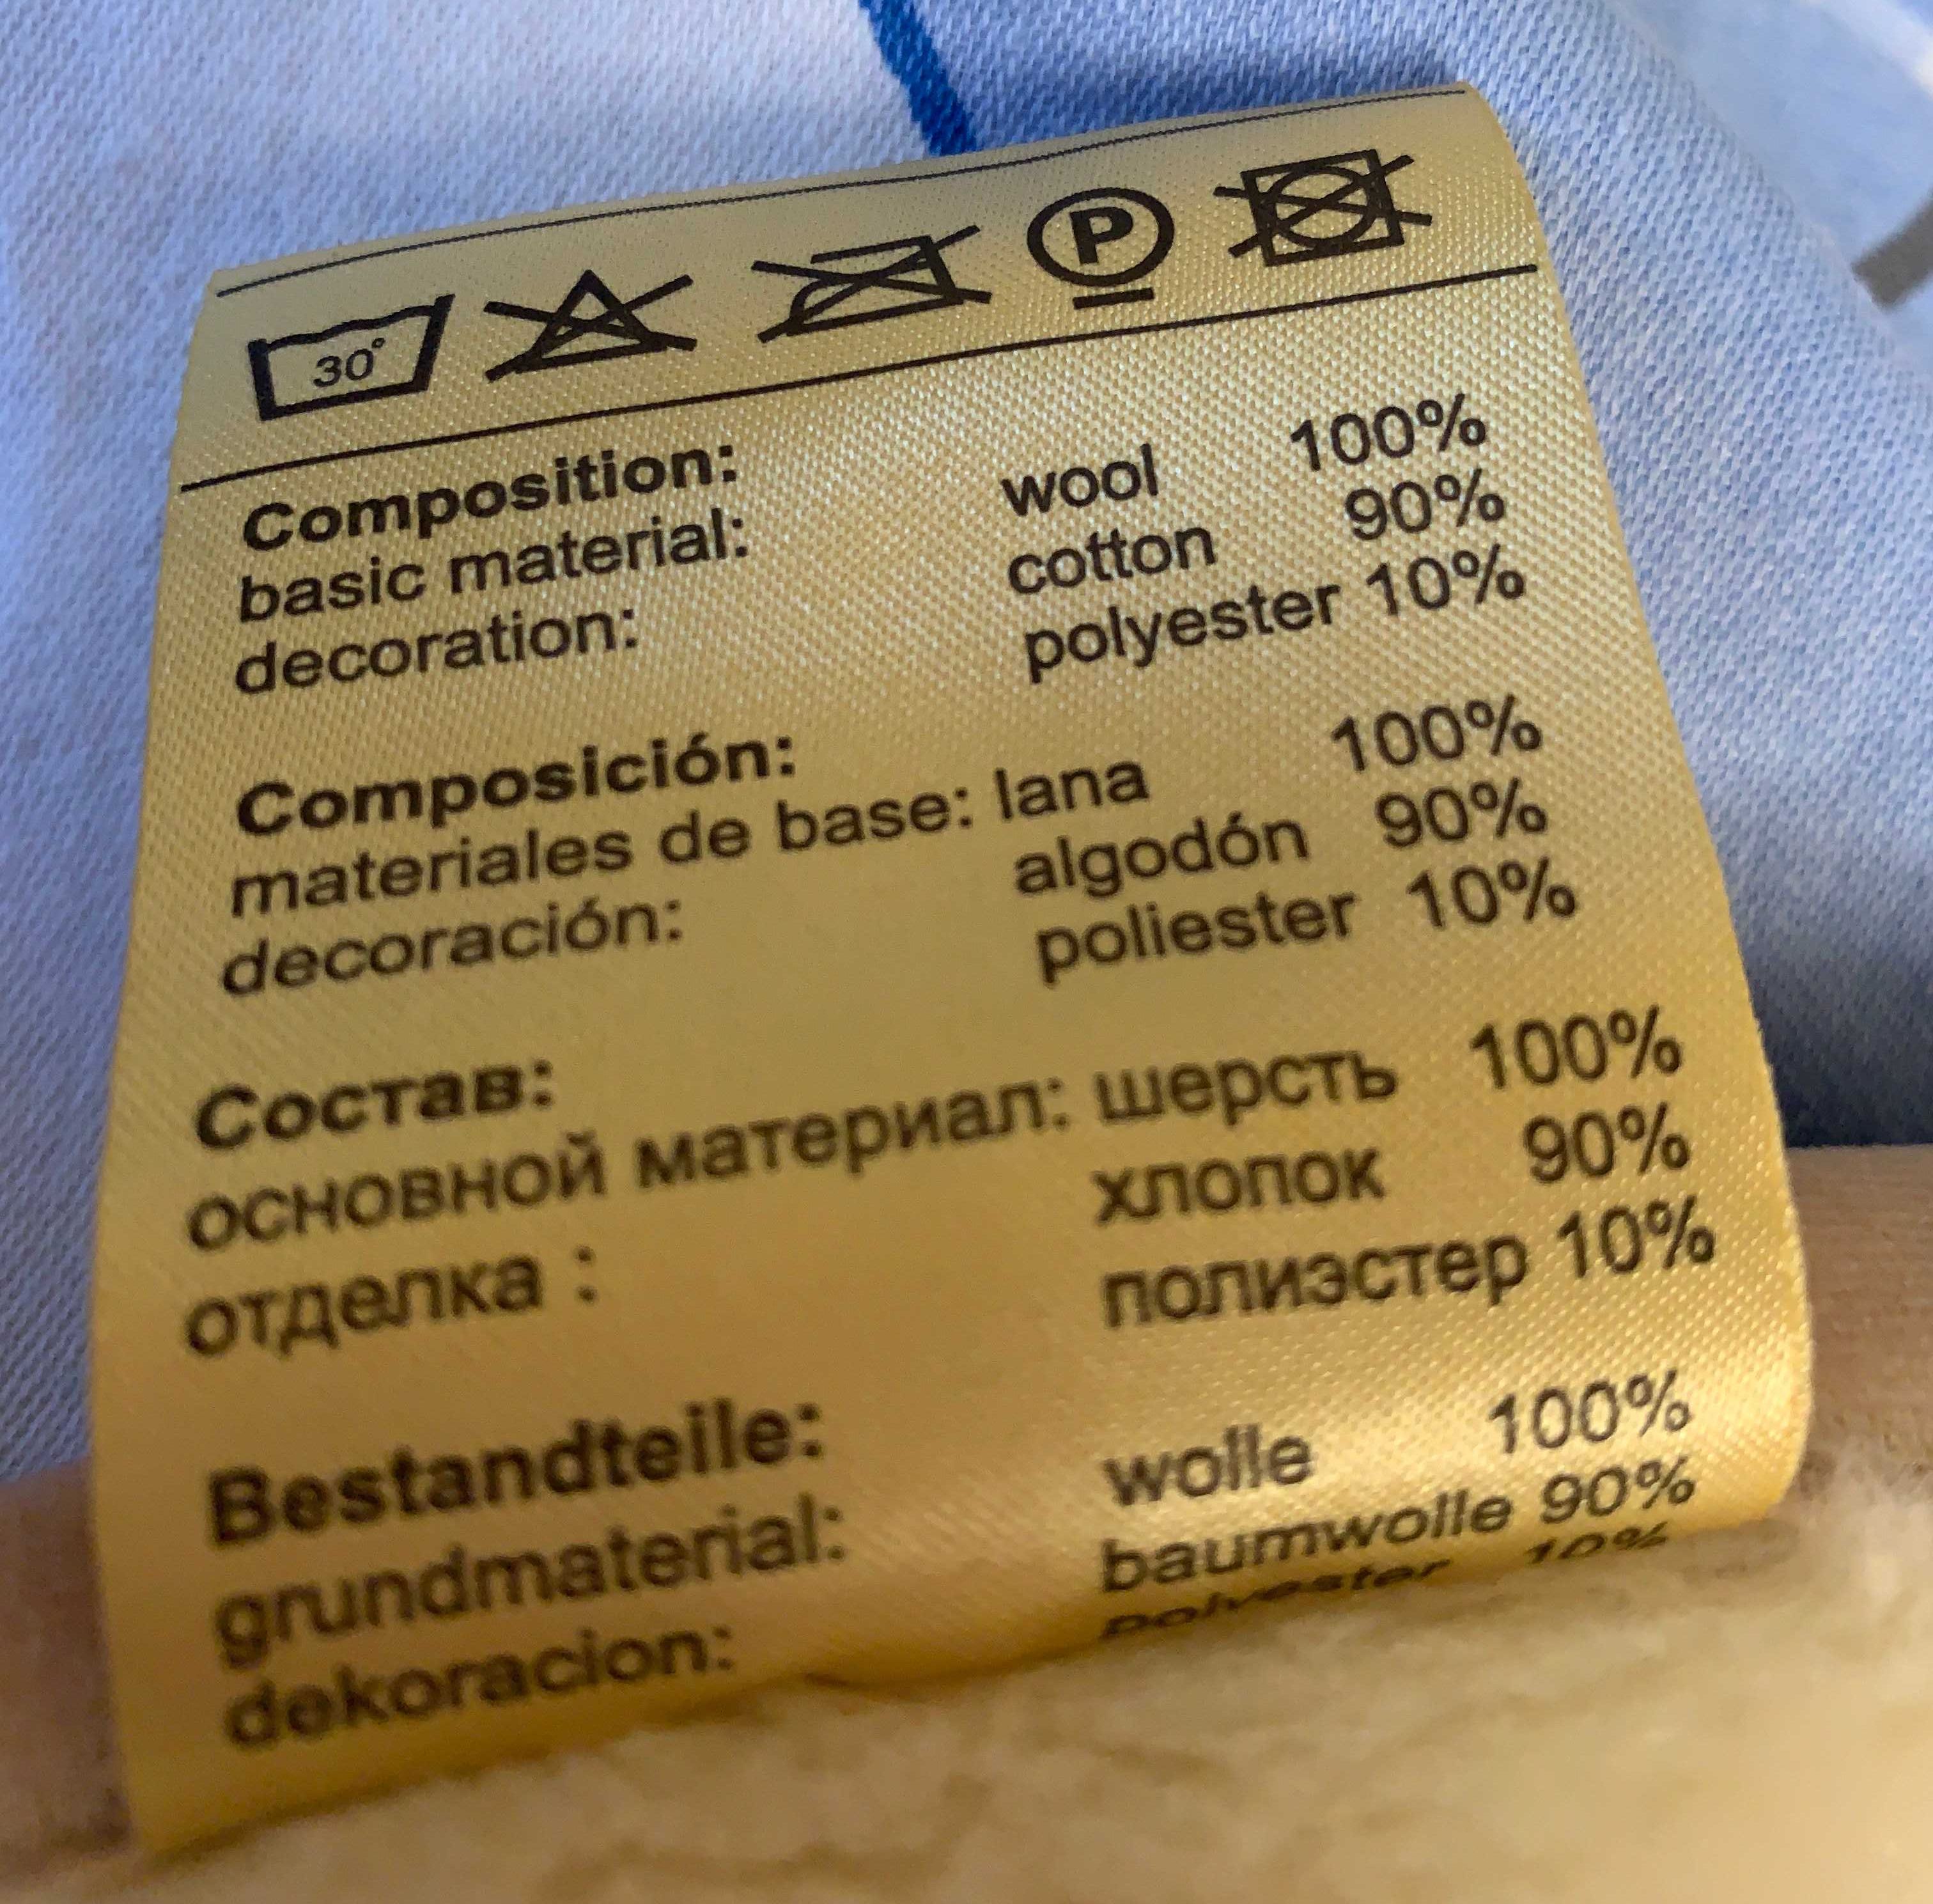 30°
P
Composition:
basic material: wool 100%
decoration: cotton 90%
polyester 10%
Composición:
materiales de base: lana 100%
decoración: algodón 90%
poliester 10%
Состав:
основной материал: шерсть 100%
отделка : хлопок 90%
полиэстер 10%
Bestandteile:
grundmaterial: wolle 100%
dekoracion: baumwolle 90%
polyester 10%